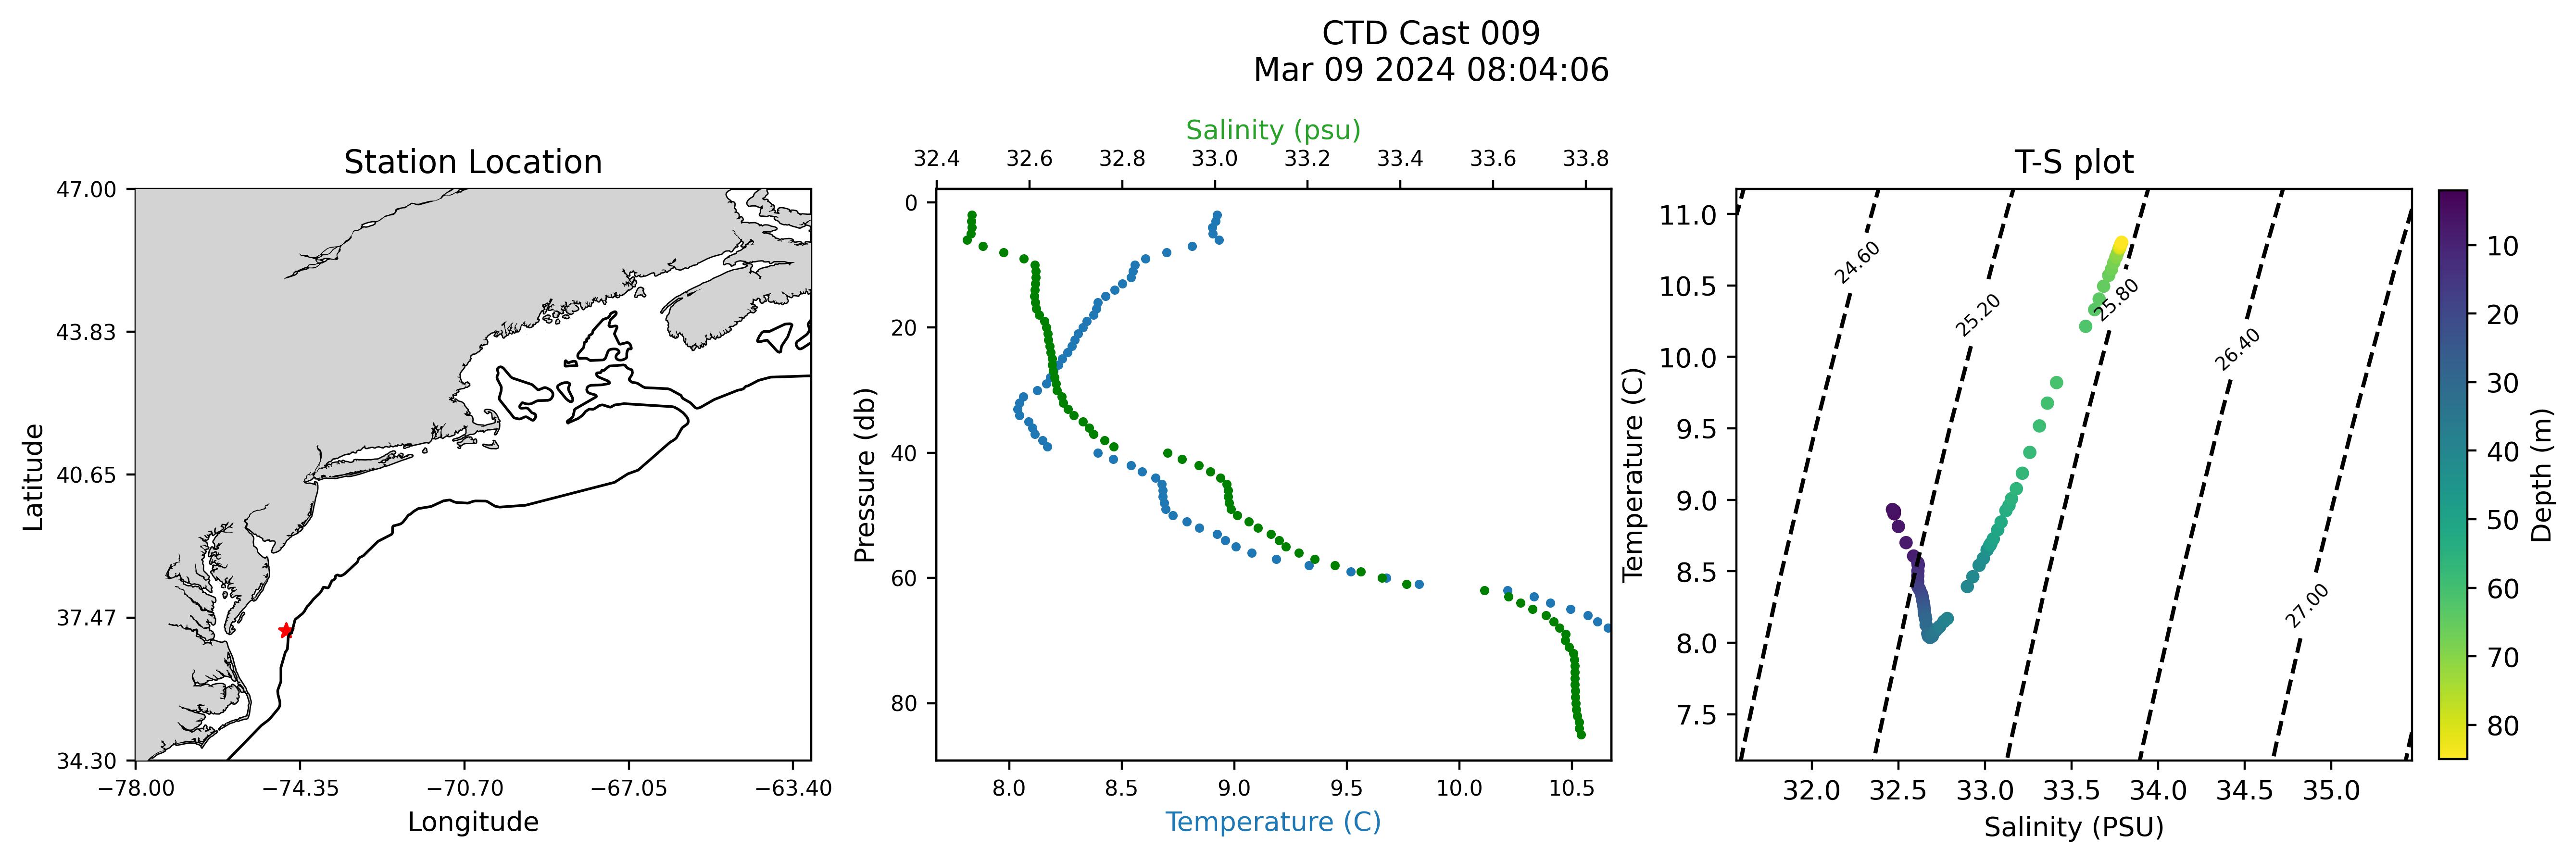 CTD Cast 009
Mar 09 2024 08:04:06
Station Location
47.00
43.83
40.65
37.47
34.30
Latitude
−78.00 −74.35 −70.70 −67.05 −63.40
Longitude
Salinity (psu)
32.4 32.6 32.8 33.0 33.2 33.4 33.6 33.8
0
20
40
60
80
Pressure (db)
8.0 8.5 9.0 9.5 10.0 10.5
Temperature (C)
T-S plot
11.0
10.5
10.0
9.5
9.0
8.5
8.0
7.5
Temperature (C)
24.60
25.20
25.80
26.40
27.00
32.0 32.5 33.0 33.5 34.0 34.5 35.0
Salinity (PSU)
10
20
30
40
50
60
70
80
Depth (m)